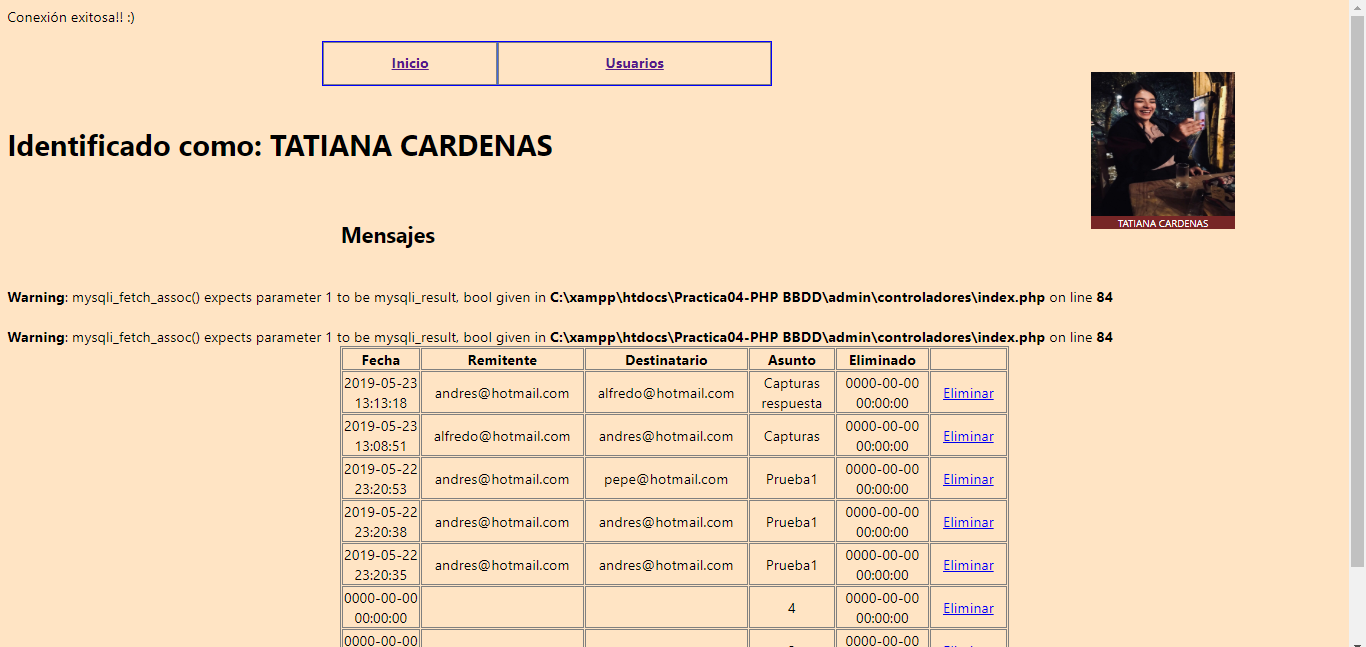 Conexión exitosa!! :)
Inicio Usuarios
Identificado como: TATIANA CARDENAS
TATIANA CARDENAS
Mensajes
Warning: mysqli_fetch_assoc() expects parameter 1 to be mysqli_result, bool given in C:\xampp\htdocs\Practica04-PHP BBDD\admin\controladores\index.php on line 84
Warning: mysqli_fetch_assoc() expects parameter 1 to be mysqli_result, bool given in C:\xampp\htdocs\Practica04-PHP BBDD\admin\controladores\index.php on line 84
Fecha Remitente Destinatario Asunto Eliminado
2019-05-23 13:13:18 andres@hotmail.com alfredo@hotmail.com Capturas respuesta 0000-00-00 00:00:00 Eliminar
2019-05-23 13:08:51 alfredo@hotmail.com andres@hotmail.com Capturas 0000-00-00 00:00:00 Eliminar
2019-05-22 23:20:53 andres@hotmail.com pepe@hotmail.com Prueba1 0000-00-00 00:00:00 Eliminar
2019-05-22 23:20:38 andres@hotmail.com andres@hotmail.com Prueba1 0000-00-00 00:00:00 Eliminar
2019-05-22 23:20:35 andres@hotmail.com andres@hotmail.com Prueba1 0000-00-00 00:00:00 Eliminar
0000-00-00 00:00:00 4 0000-00-00 00:00:00 Eliminar
0000-00-00 0000-00-00